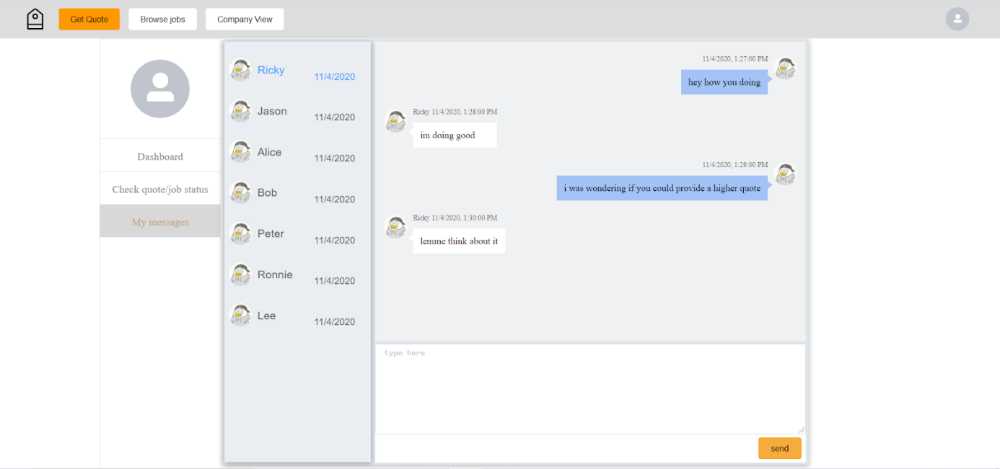 Get Quote
Browse jobs
Company View
Dashboard
Check quote/job status
My messages
Ricky
11/4/2020
Jason
11/4/2020
Alice
11/4/2020
Bob
11/4/2020
Peter
11/4/2020
Ronnie
11/4/2020
Lee
11/4/2020
11/4/2020, 1:27:00 PM
hey how you doing
Ricky 11/4/2020, 1:28:00 PM
im doing good
11/4/2020, 1:29:00 PM
i was wondering if you could provide a higher quote
Ricky 11/4/2020, 1:30:00 PM
lemme think about it
type here
send